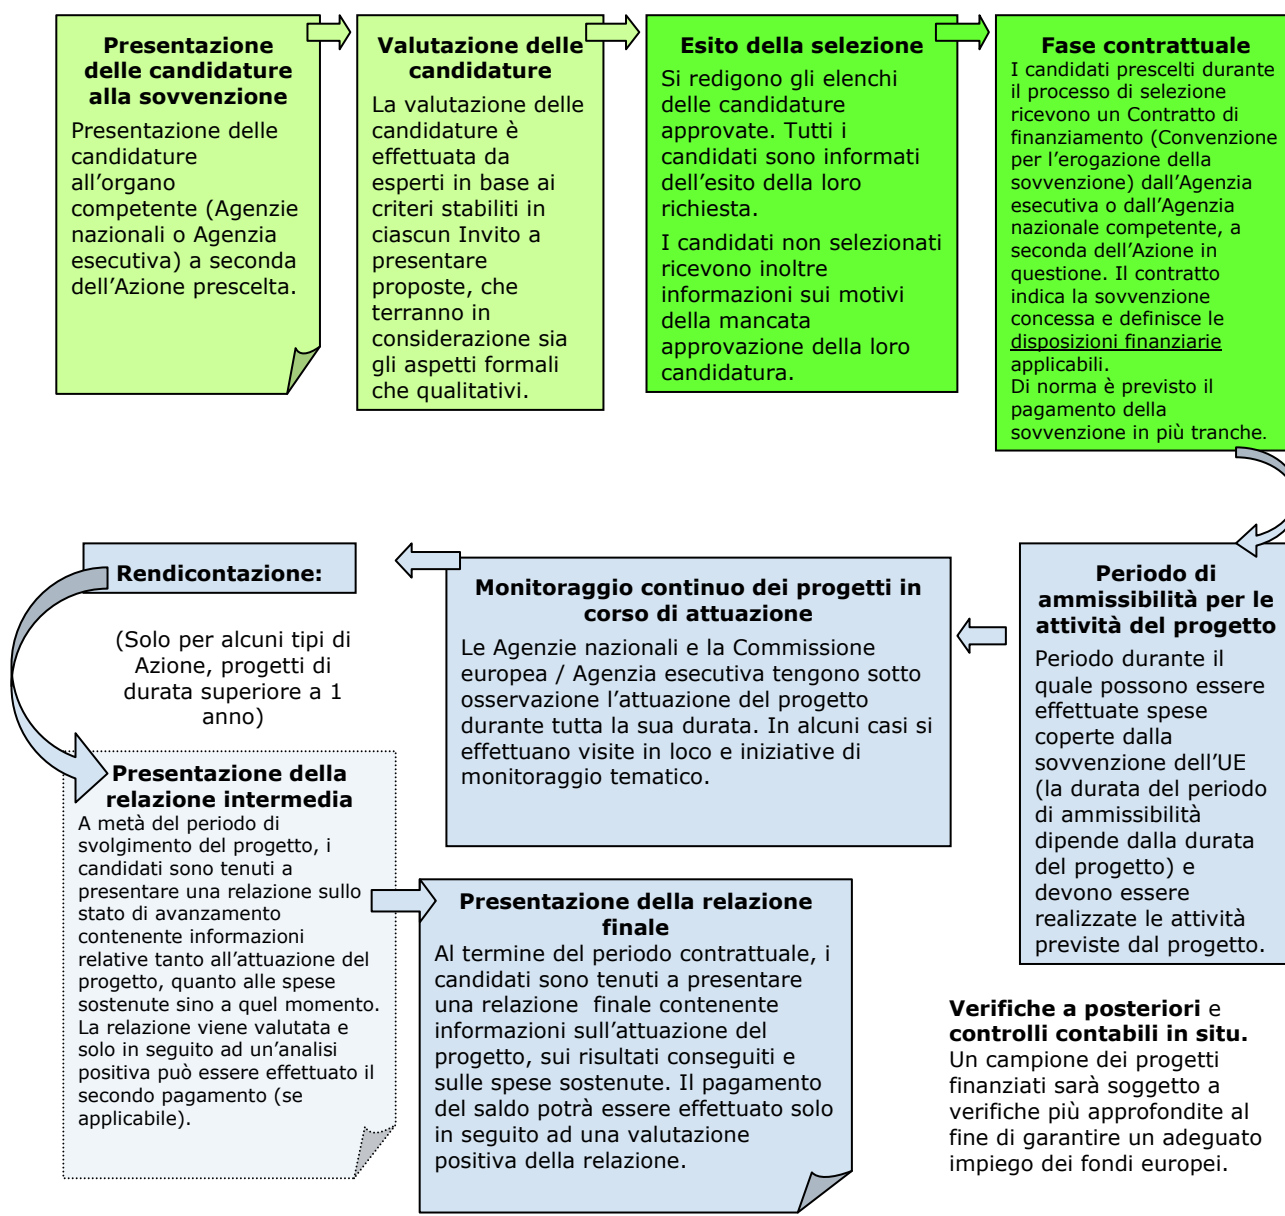 Presentazione
delle candidature
alla sovvenzione
Presentazione delle
candidature
all’organo
competente (Agenzie
nazionali o Agenzia
esecutiva) a seconda
dell’Azione prescelta.
Valutazione delle
candidature
La valutazione delle
candidature è
effettuata da
esperti in base ai
criteri stabiliti in
ciascun Invito a
presentare
proposte, che
terranno in
considerazione sia
gli aspetti formali
che qualitativi.
Esito della selezione
Si redigono gli elenchi
delle candidature
approvate. Tutti i
candidati sono informati
dell’esito della loro
richiesta.
I candidati non selezionati
ricevono inoltre
informazioni sui motivi
della mancata
approvazione della loro
candidatura.
Fase contrattuale
I candidati prescelti durante
il processo di selezione
ricevono un Contratto di
finanziamento (Convenzione
per l’erogazione della
sovvenzione) dall’Agenzia
esecutiva o dall’Agenzia
nazionale competente, a
seconda dell’Azione in
questione. Il contratto
indica la sovvenzione
concessa e definisce le
disposizioni finanziarie
applicabili.
Di norma è previsto il
pagamento della
sovvenzione in più tranche.
Periodo di
ammissibilità per le
attività del progetto
Periodo durante il
quale possono essere
effettuate spese
coperte dalla
sovvenzione dell’UE
(la durata del periodo
di ammissibilità
dipende dalla durata
del progetto) e
devono essere
realizzate le attività
previste dal progetto.
Monitoraggio continuo dei progetti in
corso di attuazione
Le Agenzie nazionali e la Commissione
europea / Agenzia esecutiva tengono sotto
osservazione l’attuazione del progetto
durante tutta la sua durata. In alcuni casi si
effettuano visite in loco e iniziative di
monitoraggio tematico.
Rendicontazione:
(Solo per alcuni tipi di
Azione, progetti di
durata superiore a 1
anno)
Presentazione della
relazione intermedia
A metà del periodo di
svolgimento del progetto, i
candidati sono tenuti a
presentare una relazione sullo
stato di avanzamento
contenente informazioni
relative tanto all’attuazione del
progetto, quanto alle spese
sostenute sino a quel momento.
La relazione viene valutata e
solo in seguito ad un’analisi
positiva può essere effettuato il
secondo pagamento (se
applicabile).
Presentazione della relazione
finale
Al termine del periodo contrattuale, i
candidati sono tenuti a presentare
una relazione finale contenente
informazioni sull’attuazione del
progetto, sui risultati conseguiti e
sulle spese sostenute. Il pagamento
del saldo potrà essere effettuato solo
in seguito ad una valutazione
positiva della relazione.
Verifiche a posteriori e
controlli contabili in situ.
Un campione dei progetti
finanziati sarà soggetto a
verifiche più approfondite al
fine di garantire un adeguato
impiego dei fondi europei.